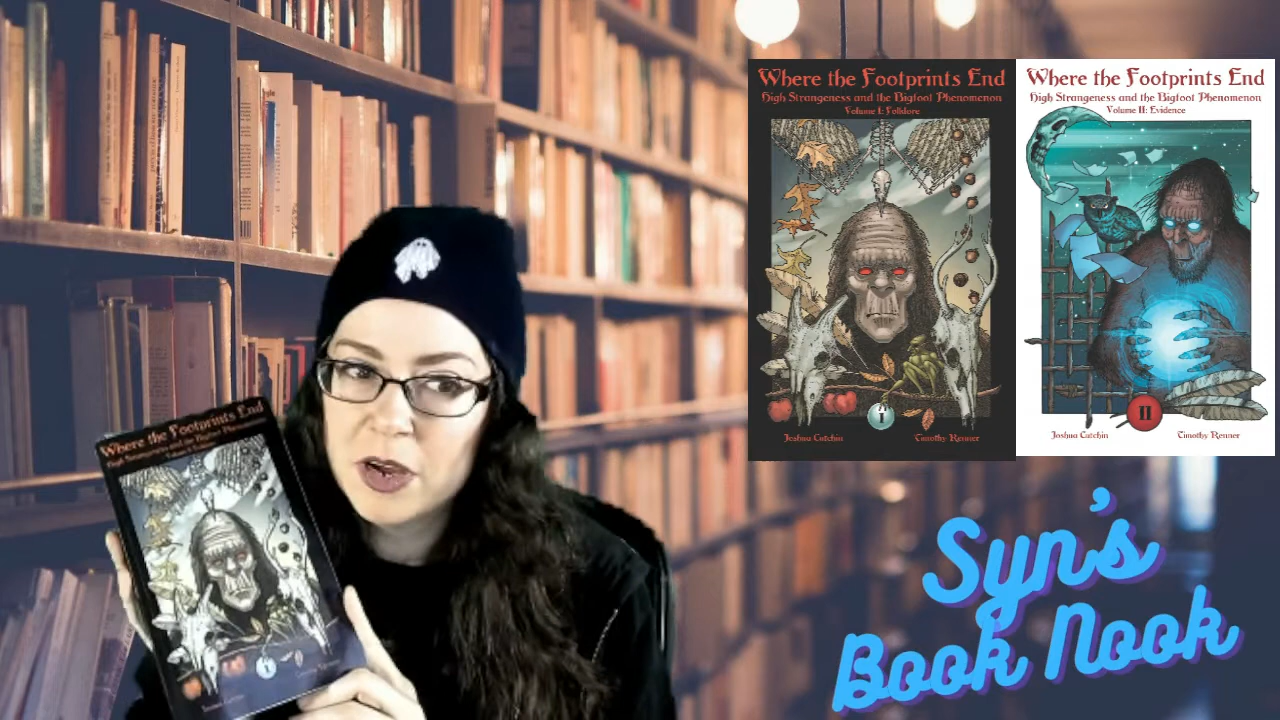 Where the Footprints End
High Strangeness and the Bigfoot Phenomenon
Volume I: Folklore
I
Joshua Cutchin
Timothy Renner
Where the Footprints End
High Strangeness and the Bigfoot Phenomenon
Volume II: Evidence
II
Joshua Cutchin
Timothy Renner
Where the Footprints End
High Strangeness and the Bigfoot Phenomenon
Volume I: Folklore
Syn's
Book Nook